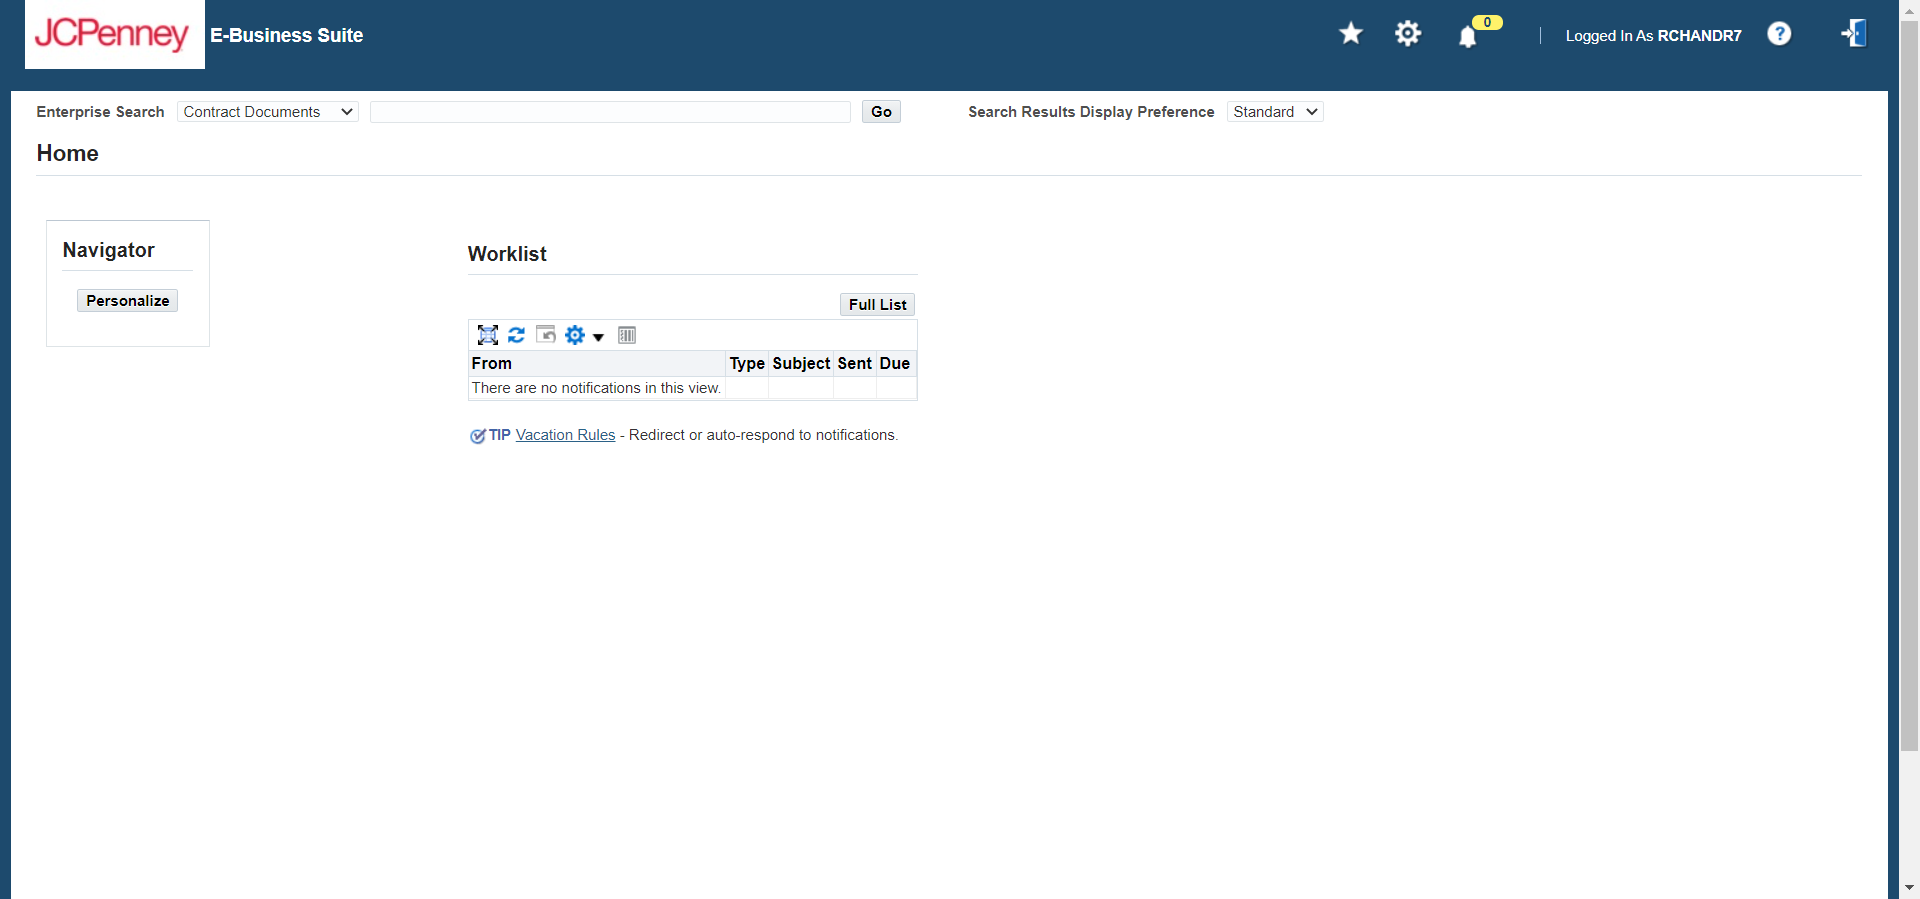 JCPenney E-Business Suite 0 Logged In As RCHANDR7 ?
Enterprise Search Contract Documents Go Search Results Display Preference Standard
Home
Navigator
Personalize
Worklist
Full List
From Type Subject Sent Due
There are no notifications in this view.
TIP Vacation Rules - Redirect or auto-respond to notifications.